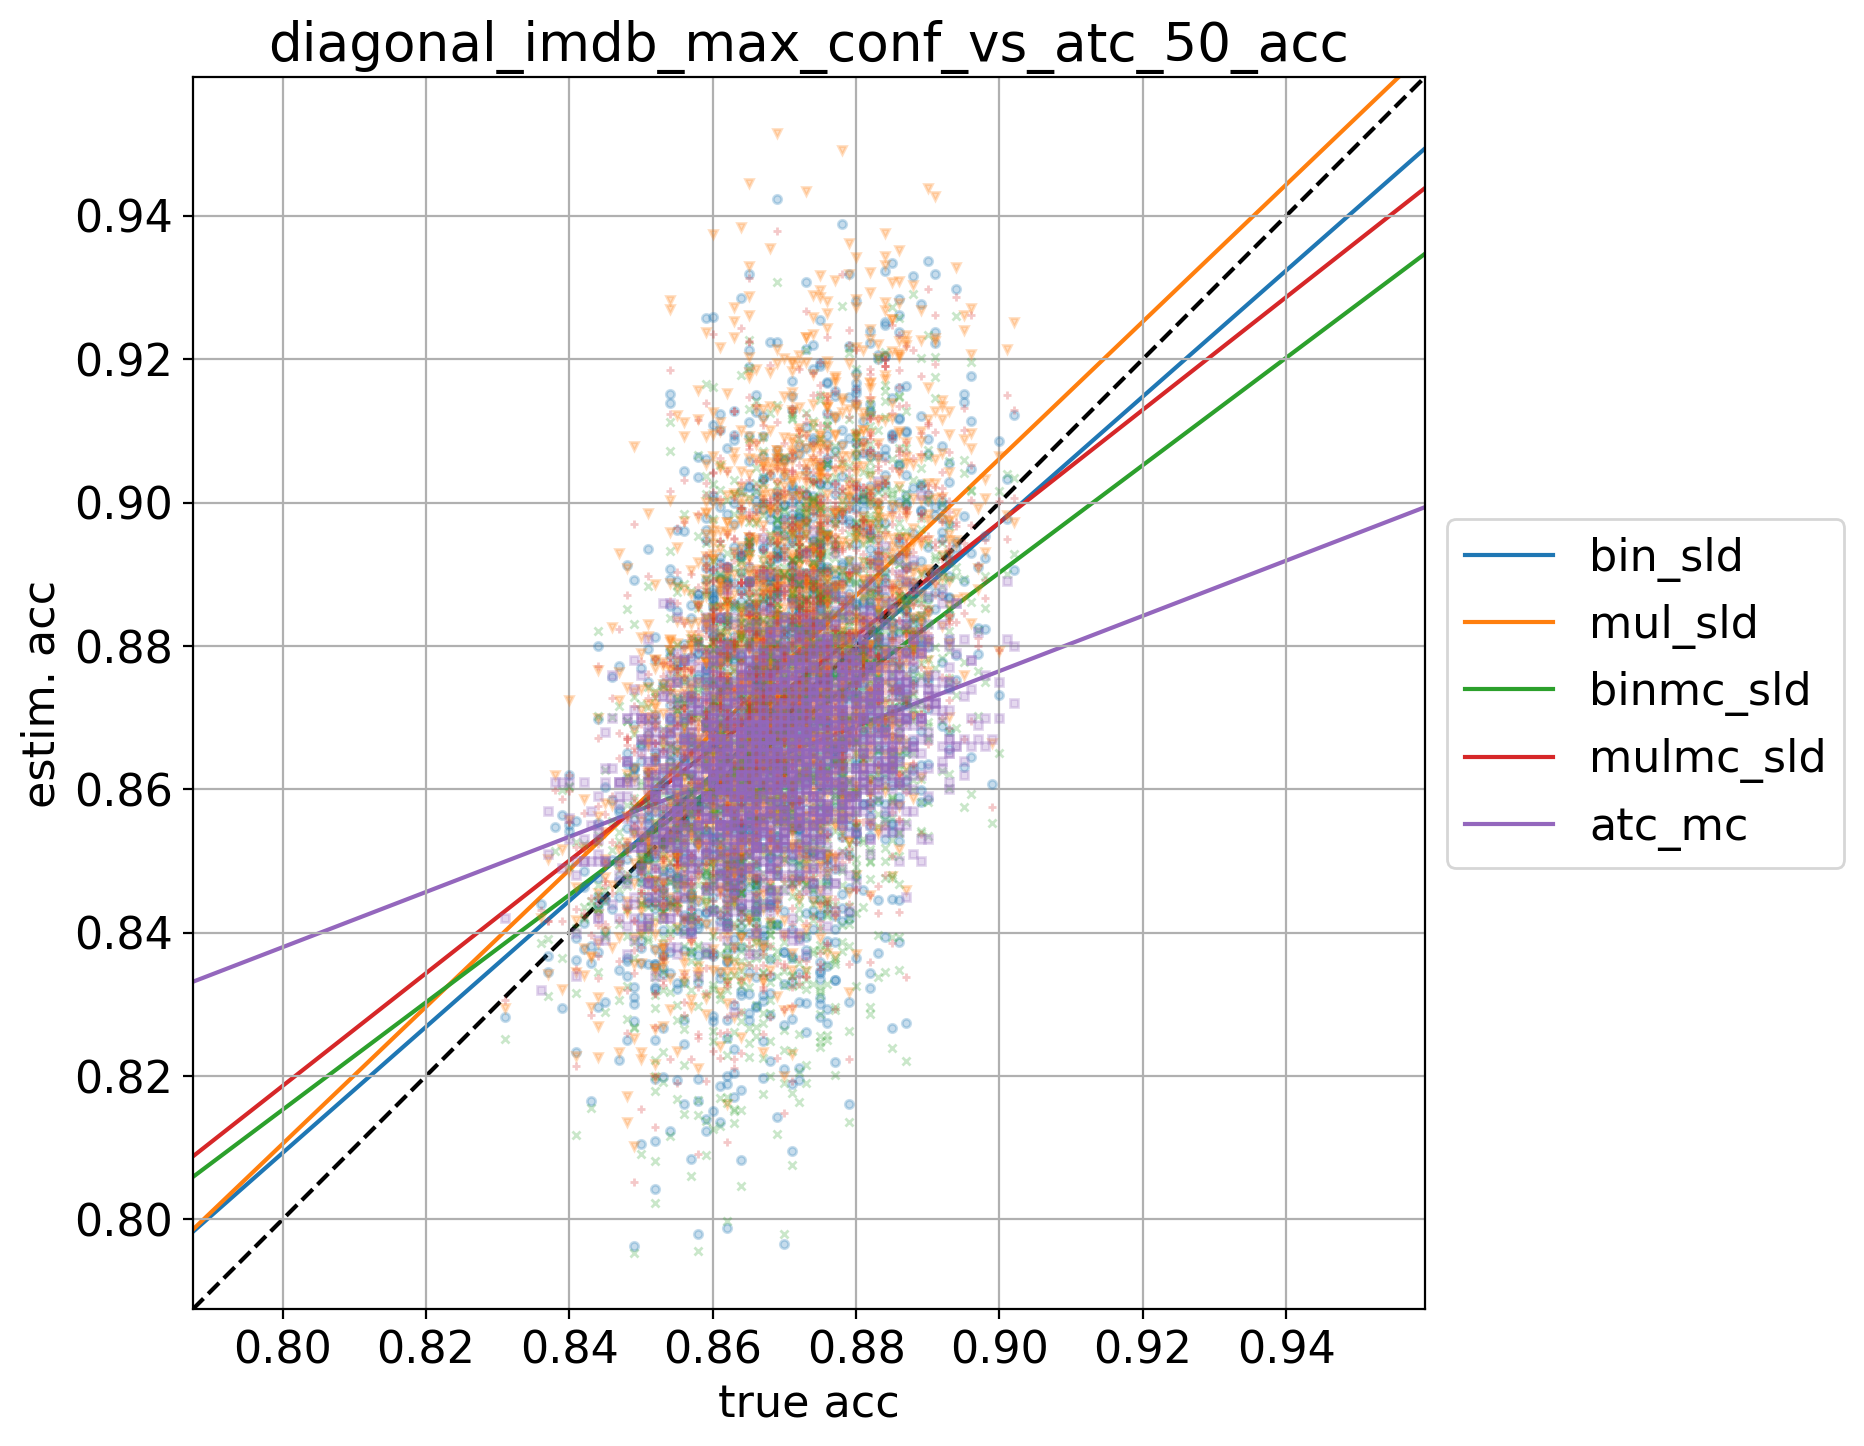 diagonal_imdb_max_conf_vs_atc_50_acc
estim. acc
0.94
0.92
0.90
0.88
0.86
0.84
0.82
0.80
0.80 0.82 0.84 0.86 0.88 0.90 0.92 0.94
true acc
bin_sld
mul_sld
binmc_sld
mulmc_sld
atc_mc